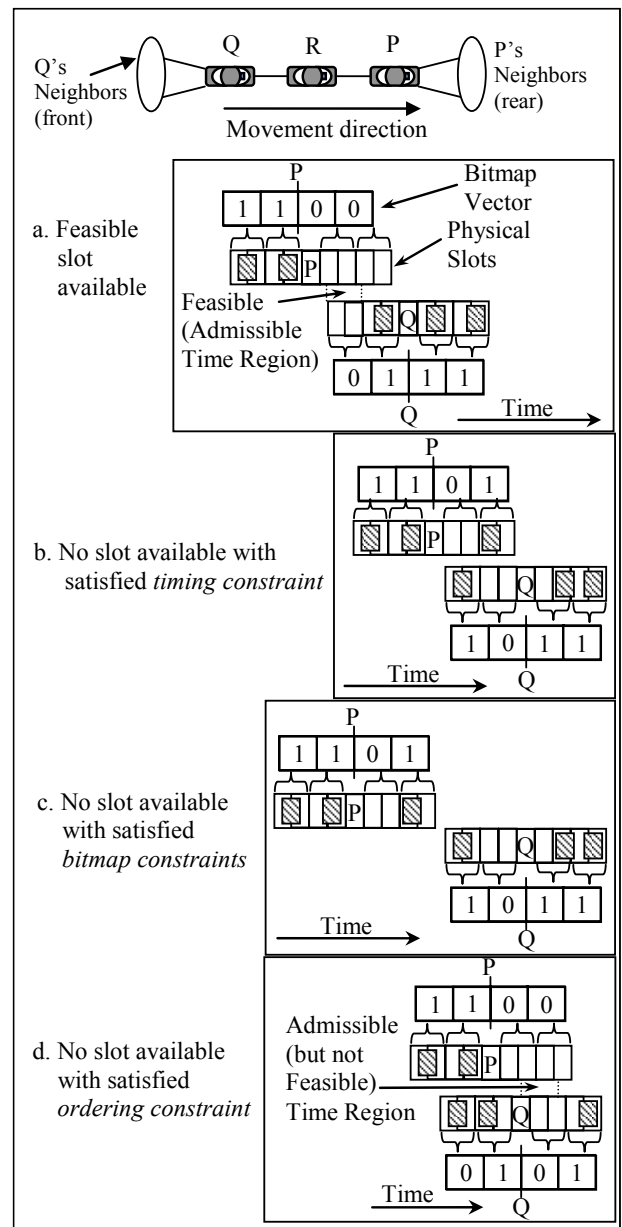 Q R P
Q's
Neighbors
(front)
P's
Neighbors
(rear)
Movement direction
a. Feasible
slot
available
P
Bitmap
Vector
1 1 0 0
Physical
Slots
P
Feasible
(Admissible
Time Region)
Q
0 1 1 1
Q
Time
b. No slot available with
satisfied timing constraint
P
1 1 0 1
P
Q
1 0 1 1
Time
Q
c. No slot available
with satisfied
bitmap constraints
P
1 1 0 1
P
Q
1 0 1 1
Time
Q
d. No slot available
with satisfied
ordering constraint
P
1 1 0 0
Admissible
(but not
Feasible)
Time Region
P
Q
0 1 0 1
Time
Q